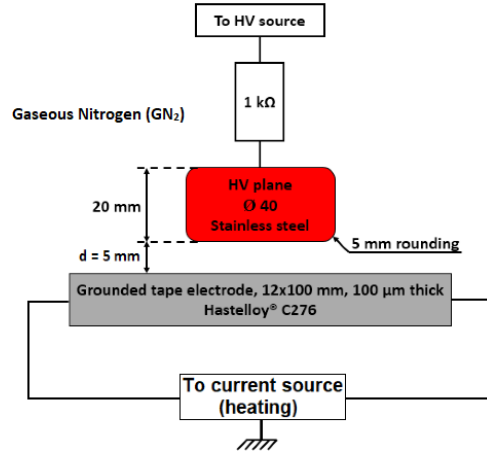 To HV source
1 kΩ
Gaseous Nitrogen (GN₂)
HV plane
Ø 40
Stainless steel
20 mm
5 mm rounding
d = 5 mm
Grounded tape electrode, 12x100 mm, 100 µm thick
Hastelloy® C276
To current source
(heating)